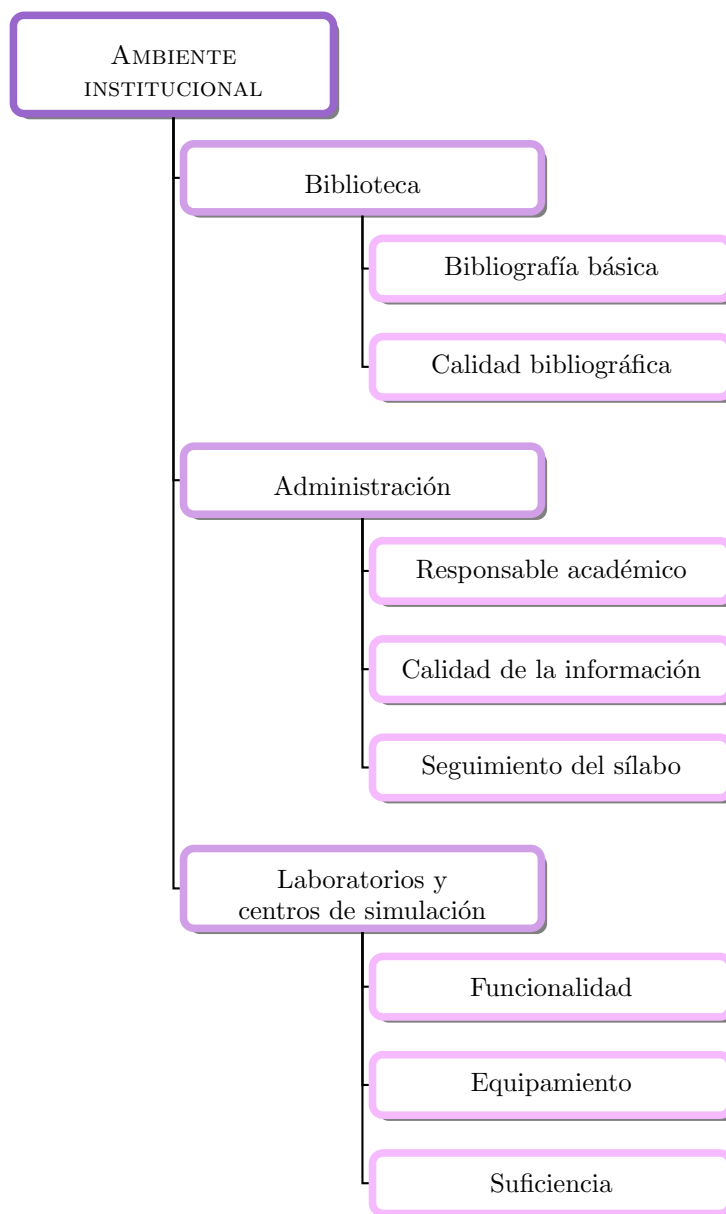 AMBIENTE
INSTITUCIONAL
Biblioteca
Bibliografía básica
Calidad bibliográfica
Administración
Responsable académico
Calidad de la información
Seguimiento del sílabo
Laboratorios y
centros de simulación
Funcionalidad
Equipamiento
Suficiencia